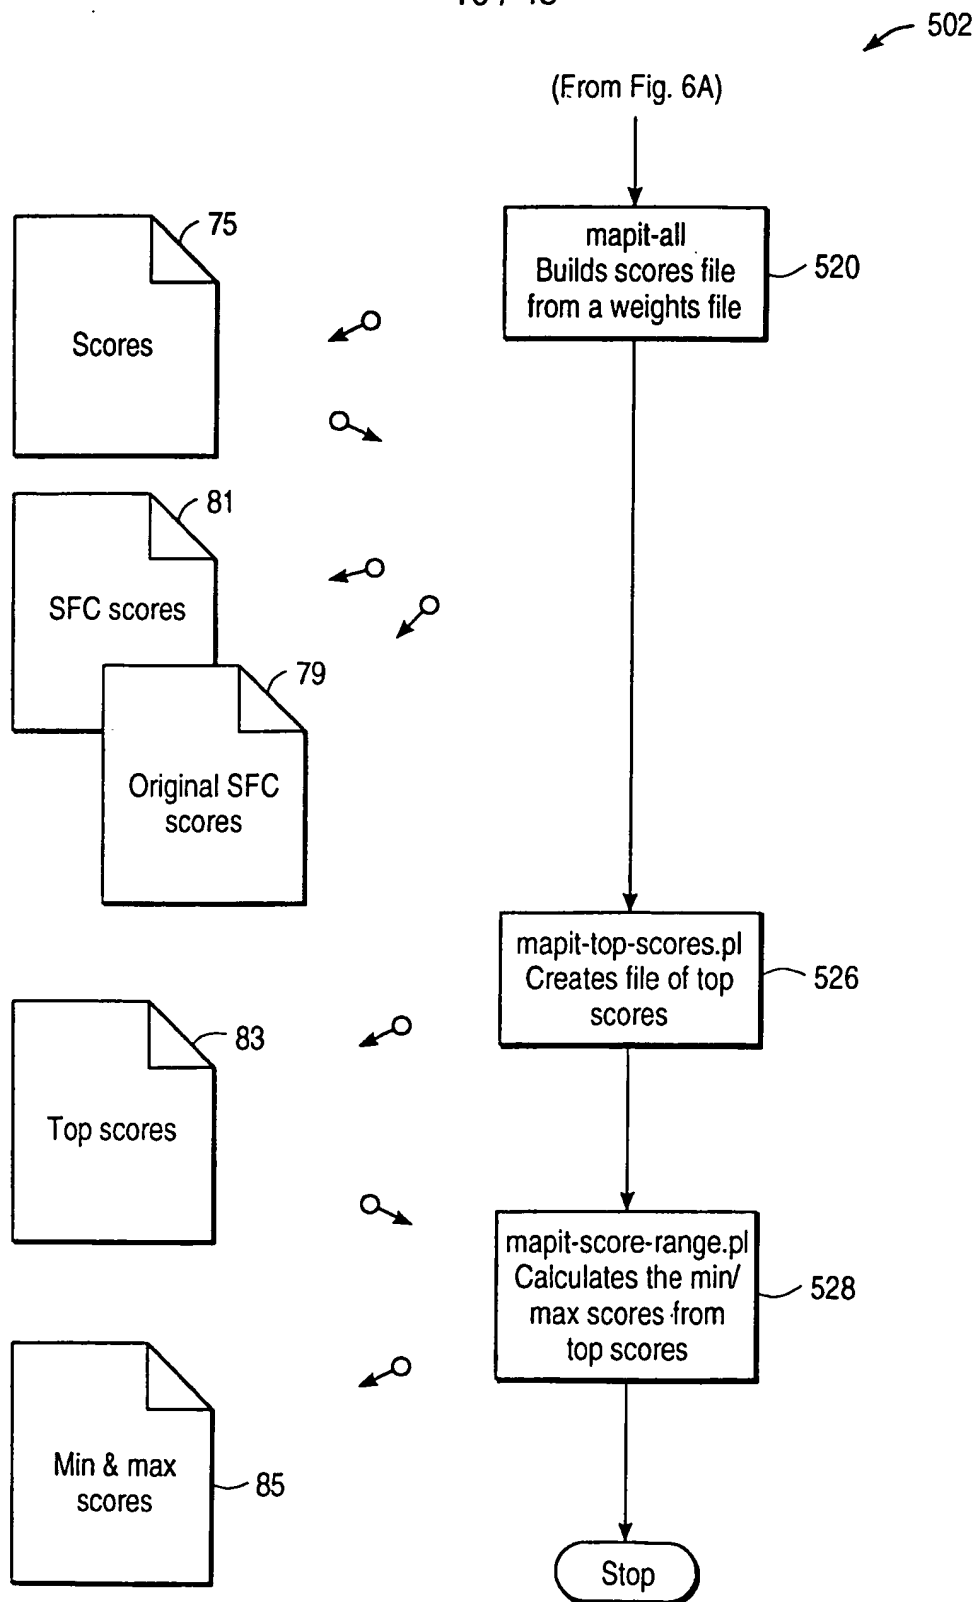 502
(From Fig. 6A)
75
Scores
mapit-all
Builds scores file
from a weights file
520
81
SFC scores
79
Original SFC
scores
mapit-top-scores.pl
Creates file of top
scores
526
83
Top scores
mapit-score-range.pl
Calculates the min/
max scores from
top scores
528
Min & max
scores
85
Stop